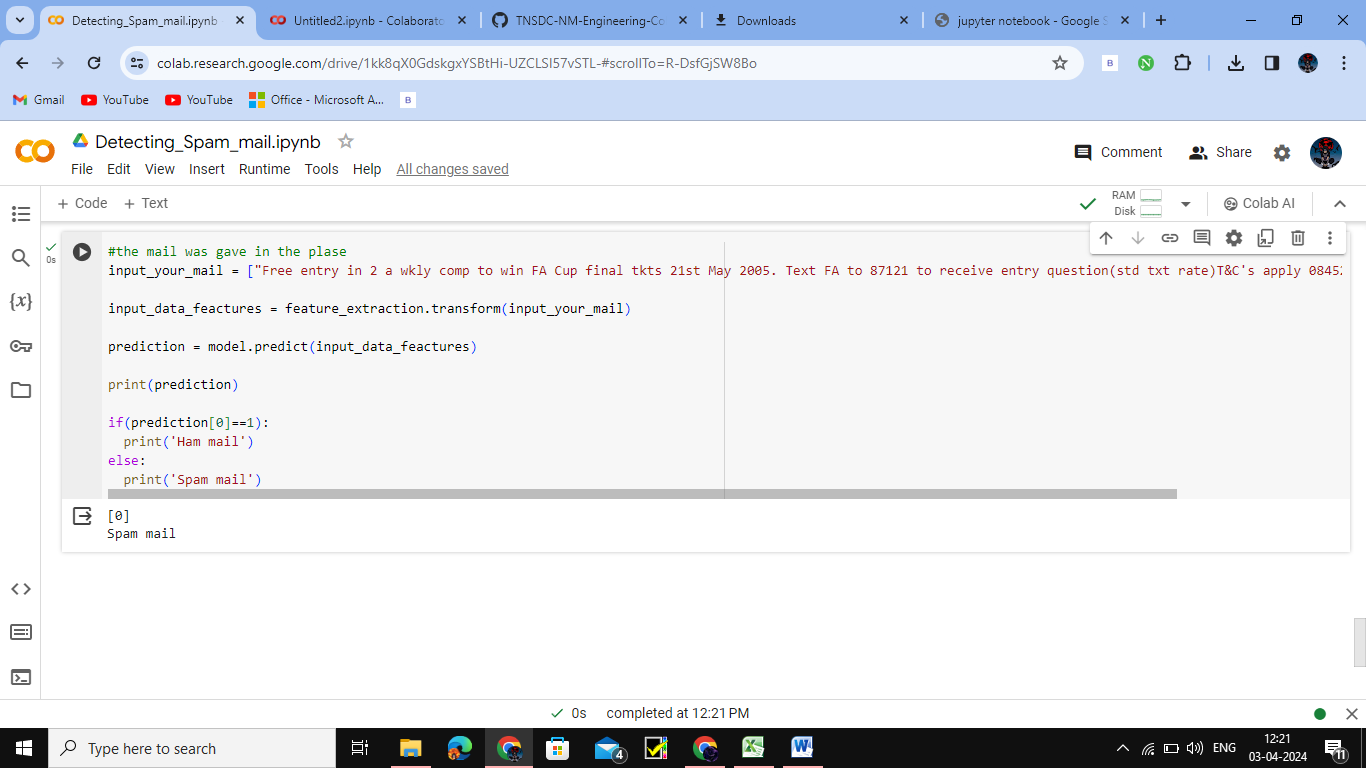 Detecting_Spam_mail.ipynb
Untitled2.ipynb - Colaborato
TNSDC-NM-Engineering-Co
Downloads
jupyter notebook - Google S
colab.research.google.com/drive/1kk8qX0GdskgxYSBtHi-UZCLSI57vSTL-#scrollTo=R-DsfGjSW8Bo
Gmail
YouTube
YouTube
Office - Microsoft A...
B
Detecting_Spam_mail.ipynb
Comment
Share
File Edit View Insert Runtime Tools Help All changes saved
+ Code + Text
RAM
Disk
Colab AI
0s
#the mail was gave in the plase
input_your_mail = ["Free entry in 2 a wkly comp to win FA Cup final tkts 21st May 2005. Text FA to 87121 to receive entry question(std txt rate)T&C's apply 08452
input_data_feactures = feature_extraction.transform(input_your_mail)
prediction = model.predict(input_data_feactures)
print(prediction)
if(prediction[0]==1):
  print('Ham mail')
else:
  print('Spam mail')
[0]
Spam mail
0s completed at 12:21 PM
Type here to search
4
ENG
12:21
03-04-2024
11